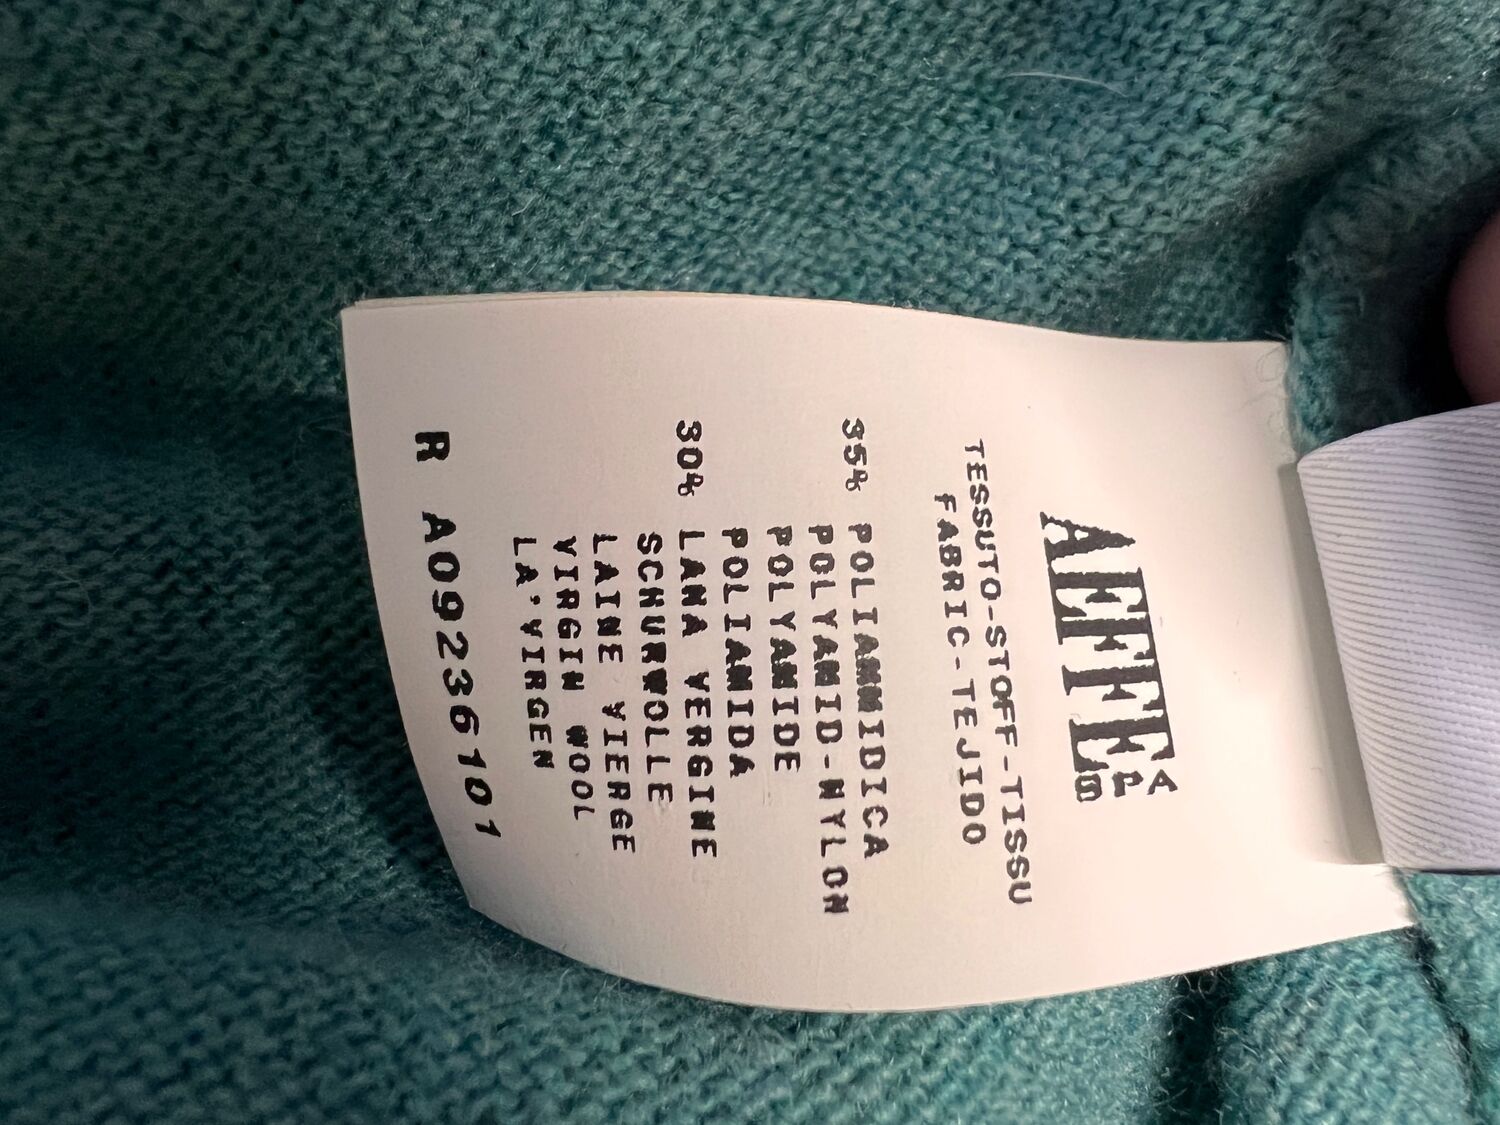 AEFFE SPA
TESSUTO-STOFF-TISSU
FABRIC-TEJIDO
35% POLIAMMIDICA
POLYAMID-NYLON
POLYAMIDE
POLIAMIDA
30% LANA VERGINE
SCHURWOLLE
LAINE VIERGE
VIRGIN WOOL
LA'VIRGEN
R A09236101